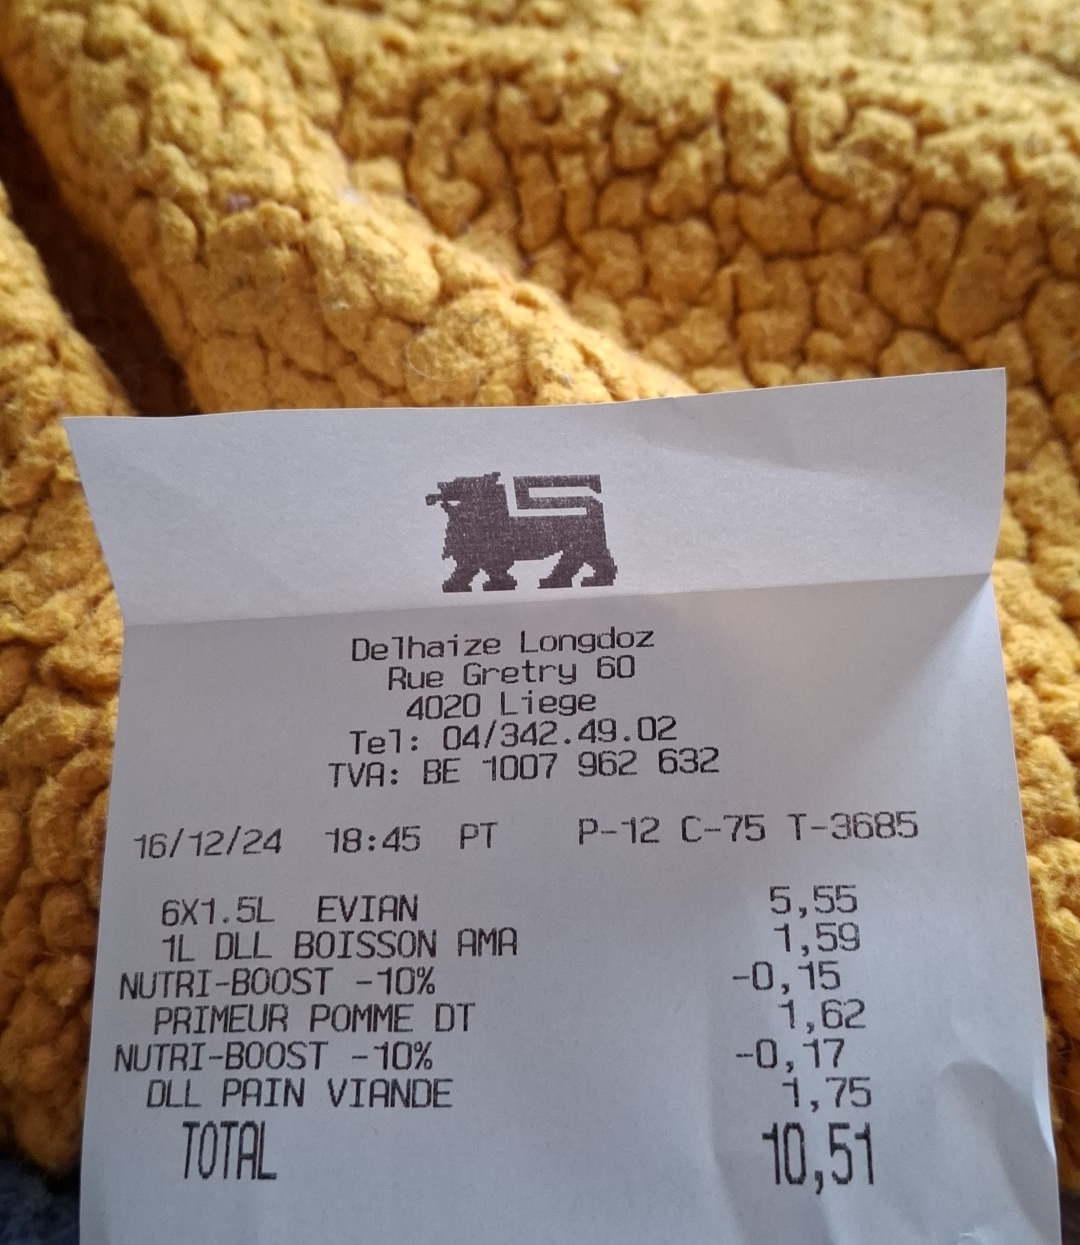 Delhaize Longdoz
Rue Gretry 60
4020 Liege
Tel: 04/342.49.02
TVA: BE 1007 962 632
16/12/24 18:45 PT P-12 C-75 T-3685
6X1.5L EVIAN 5,55
1L DLL BOISSON AMA 1,59
NUTRI-BOOST -10% -0,15
PRIMEUR POMME DT 1,62
NUTRI-BOOST -10% -0,17
DLL PAIN VIANDE 1,75
TOTAL 10,51